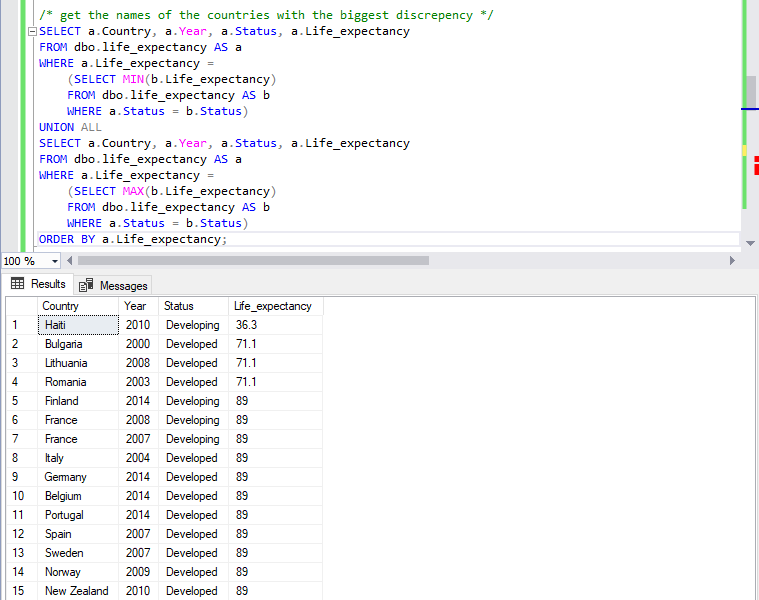 /* get the names of the countries with the biggest discrepency */
SELECT a.Country, a.Year, a.Status, a.Life_expectancy
FROM dbo.life_expectancy AS a
WHERE a.Life_expectancy =
(SELECT MIN(b.Life_expectancy)
FROM dbo.life_expectancy AS b
WHERE a.Status = b.Status)
UNION ALL
SELECT a.Country, a.Year, a.Status, a.Life_expectancy
FROM dbo.life_expectancy AS a
WHERE a.Life_expectancy =
(SELECT MAX(b.Life_expectancy)
FROM dbo.life_expectancy AS b
WHERE a.Status = b.Status)
ORDER BY a.Life_expectancy;
100 %
Results Messages
Country Year Status Life_expectancy
1 Haiti 2010 Developing 36.3
2 Bulgaria 2000 Developed 71.1
3 Lithuania 2008 Developed 71.1
4 Romania 2003 Developed 71.1
5 Finland 2014 Developing 89
6 France 2008 Developing 89
7 France 2007 Developing 89
8 Italy 2004 Developed 89
9 Germany 2014 Developed 89
10 Belgium 2014 Developed 89
11 Portugal 2014 Developed 89
12 Spain 2007 Developed 89
13 Sweden 2007 Developed 89
14 Norway 2009 Developed 89
15 New Zealand 2010 Developed 89